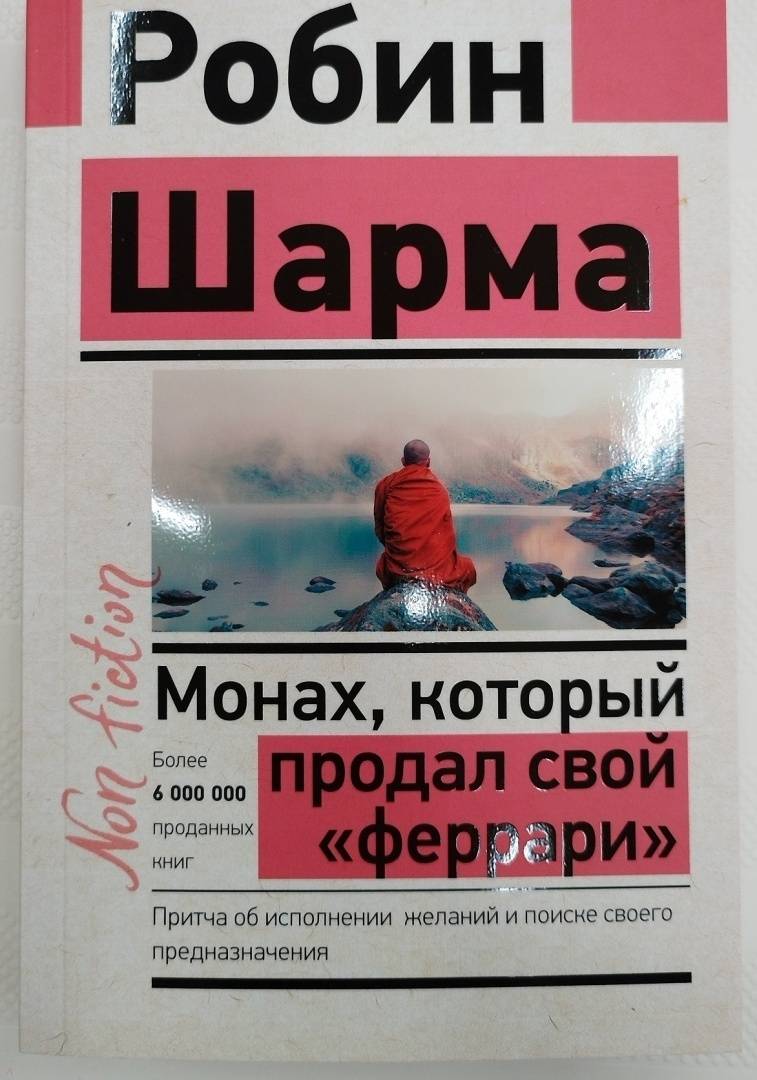 Робин
Шарма
Non fiction
Монах, который
продал свой
«феррари»
Более
6 000 000
проданных
книг
Притча об исполнении желаний и поиске своего
предназначения